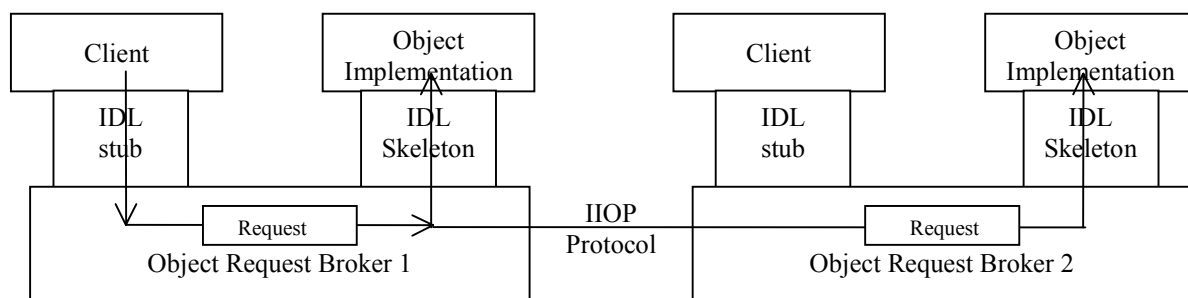 Client
Object
Implementation
Client
Object
Implementation
IDL
stub
IDL
Skeleton
IDL
stub
IDL
Skeleton
Request
IIOP
Protocol
Request
Object Request Broker 1
Object Request Broker 2